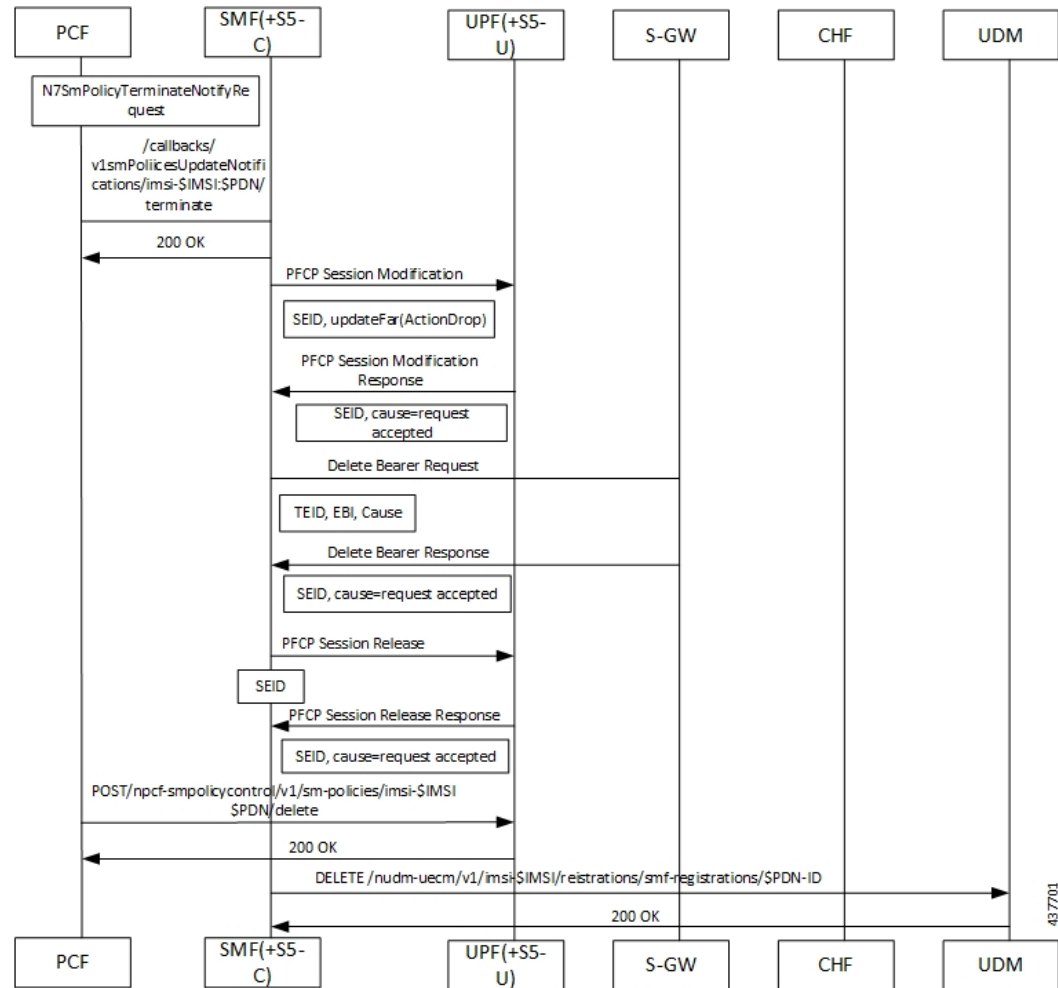 PCF
SMF(+S5-
C)
UPF(+S5-
U)
S-GW
CHF
UDM
N7SmPolicyTerminateNotifyRe
quest
/callbacks/
v1smPoliicesUpdateNotifi
cations/imsi-$IMSI:$PDN/
terminate
200 OK
PFCP Session Modification
SEID, updateFar(ActionDrop)
PFCP Session Modification
Response
SEID, cause=request
accepted
Delete Bearer Request
TEID, EBI, Cause
Delete Bearer Response
SEID, cause=request accepted
PFCP Session Release
SEID
PFCP Session Release Response
SEID, cause=request accepted
POST/npcf-smpolicycontrol/v1/sm-policies/imsi-$IMSI
$PDN/delete
200 OK
DELETE /nudm-uecm/v1/imsi-$IMSI/reistrations/smf-registrations/$PDN-ID
200 OK
437701
PCF
SMF(+S5-
C)
UPF(+S5-
U)
S-GW
CHF
UDM